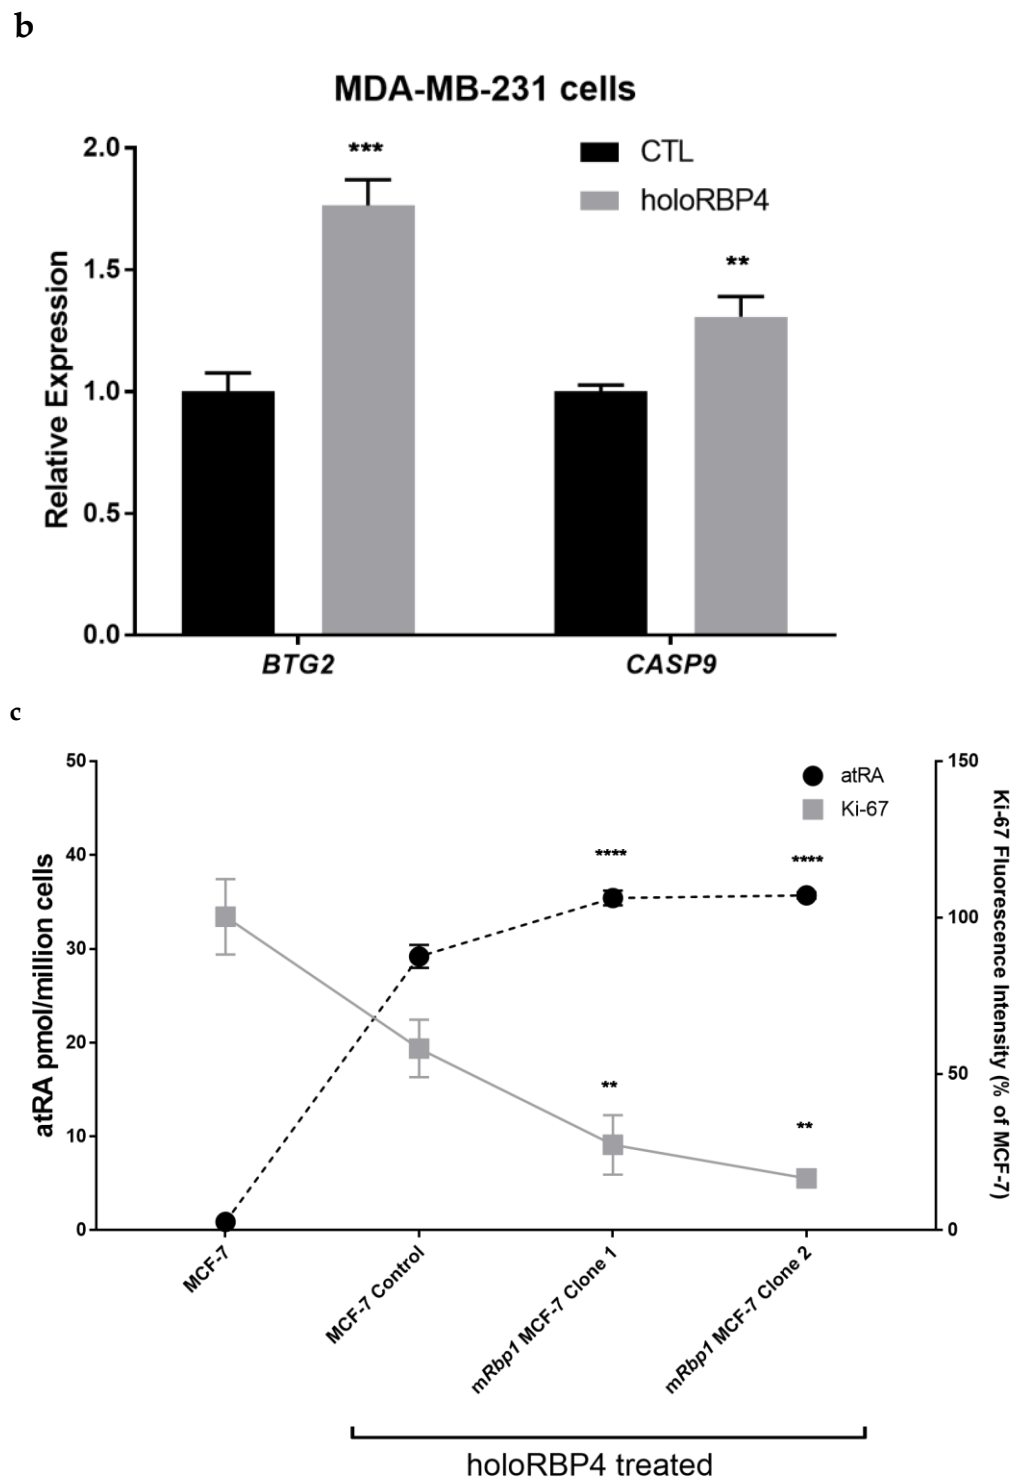 b
MDA-MB-231 cells
2.0
1.5
1.0
0.5
0.0
Relative Expression
***
**
CTL
holoRBP4
BTG2
CASP9
c
50
40
30
20
10
0
atRA pmol/million cells
atRA
Ki-67
****
****
**
**
150
100
50
0
Ki-67 Fluorescence Intensity (% of MCF-7)
MCF-7
MCF-7 Control
mRbp1 MCF-7 Clone 1
mRbp1 MCF-7 Clone 2
holoRBP4 treated